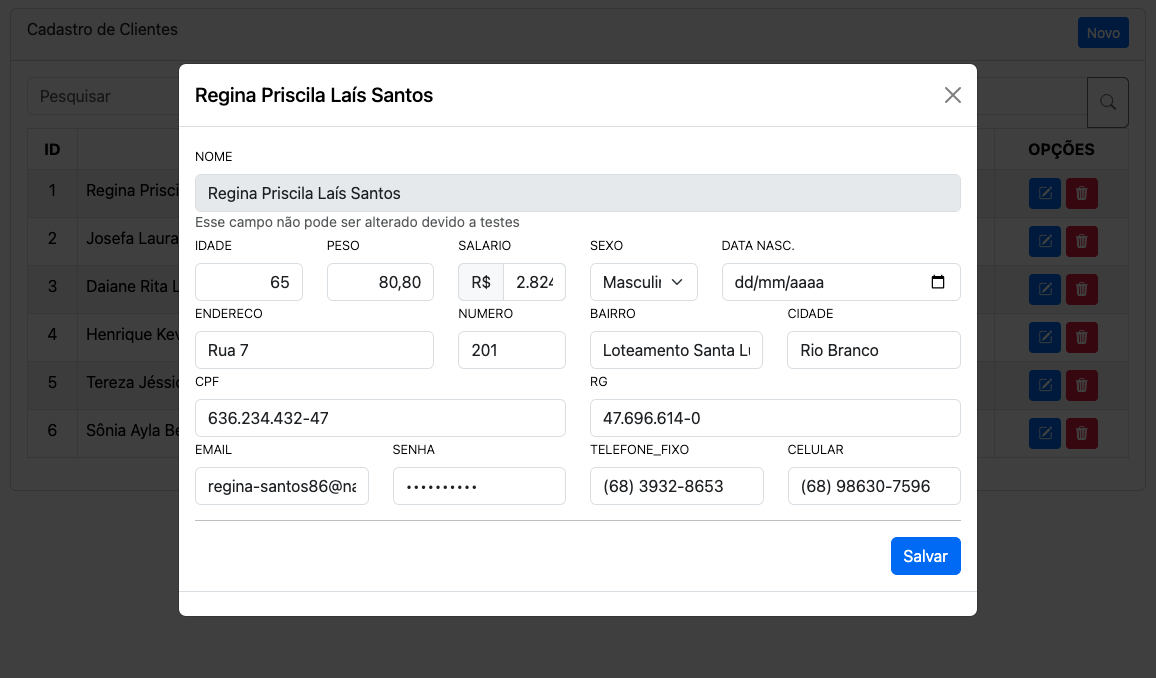 Cadastro de Clientes
Novo
Pesquisar
ID
OPÇÕES
1 Regina Prisci
2 Josefa Laura
3 Daiane Rita L
4 Henrique Kev
5 Tereza Jéssic
6 Sônia Ayla Be
Regina Priscila Laís Santos
NOME
Regina Priscila Laís Santos
Esse campo não pode ser alterado devido a testes
IDADE PESO SALARIO SEXO DATA NASC.
65 80,80 R$ 2.824 Masculin dd/mm/aaaa
ENDERECO NUMERO BAIRRO CIDADE
Rua 7 201 Loteamento Santa Lu Rio Branco
CPF RG
636.234.432-47 47.696.614-0
EMAIL SENHA TELEFONE_FIXO CELULAR
regina-santos86@na •••••••••• (68) 3932-8653 (68) 98630-7596
Salvar